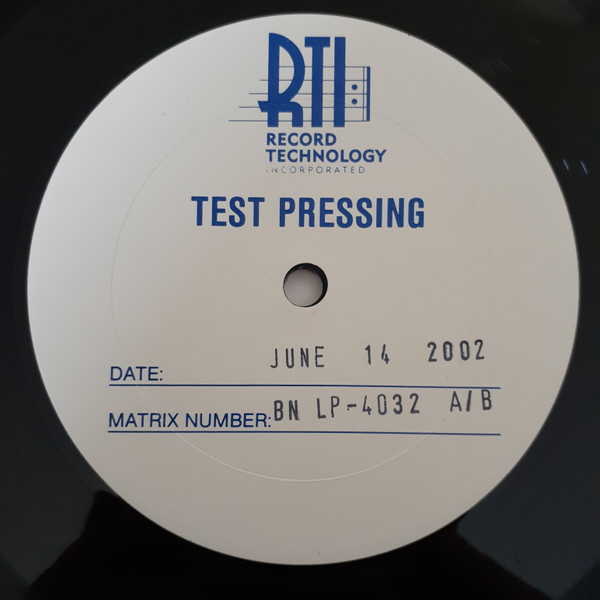 RTI
RECORD
TECHNOLOGY
INCORPORATED
TEST PRESSING
DATE: JUNE 14 2002
MATRIX NUMBER: BN LP-4032 A/B